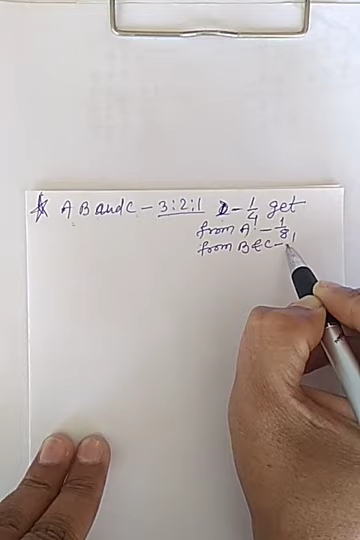 * A B and C - 3:2:1 D - 1/4 get
from A - 1/8
from B & C -